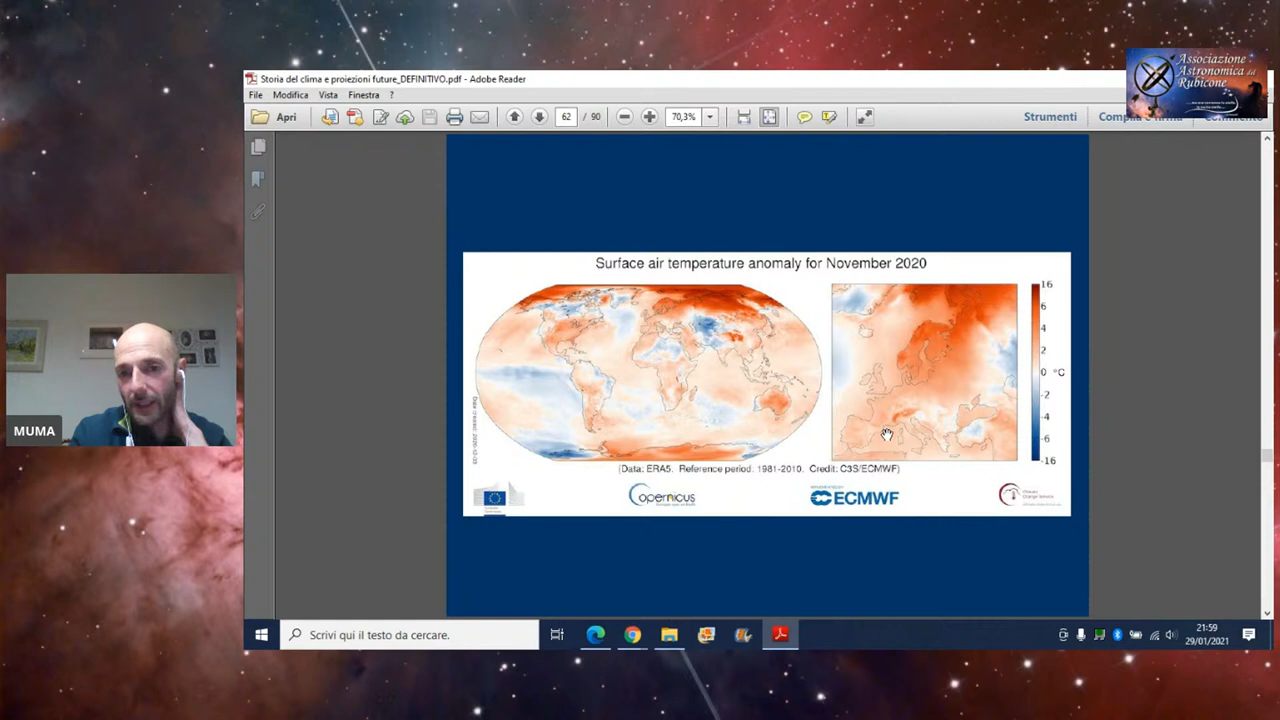 Associazione
Astronomica del
Rubicone
Storia del clima e proiezioni future_DEFINITIVO.pdf - Adobe Reader
File Modifica Vista Finestra ?
Apri 62 / 90 70,3% Strumenti
Surface air temperature anomaly for November 2020
16
6
4
2
0 °C
-2
-4
-6
-16
(Data: ERA5. Reference period: 1981-2010. Credit: C3S/ECMWF)
opernicus
ECMWF
MUMA
Scrivi qui il testo da cercare.
21:59
29/01/2021